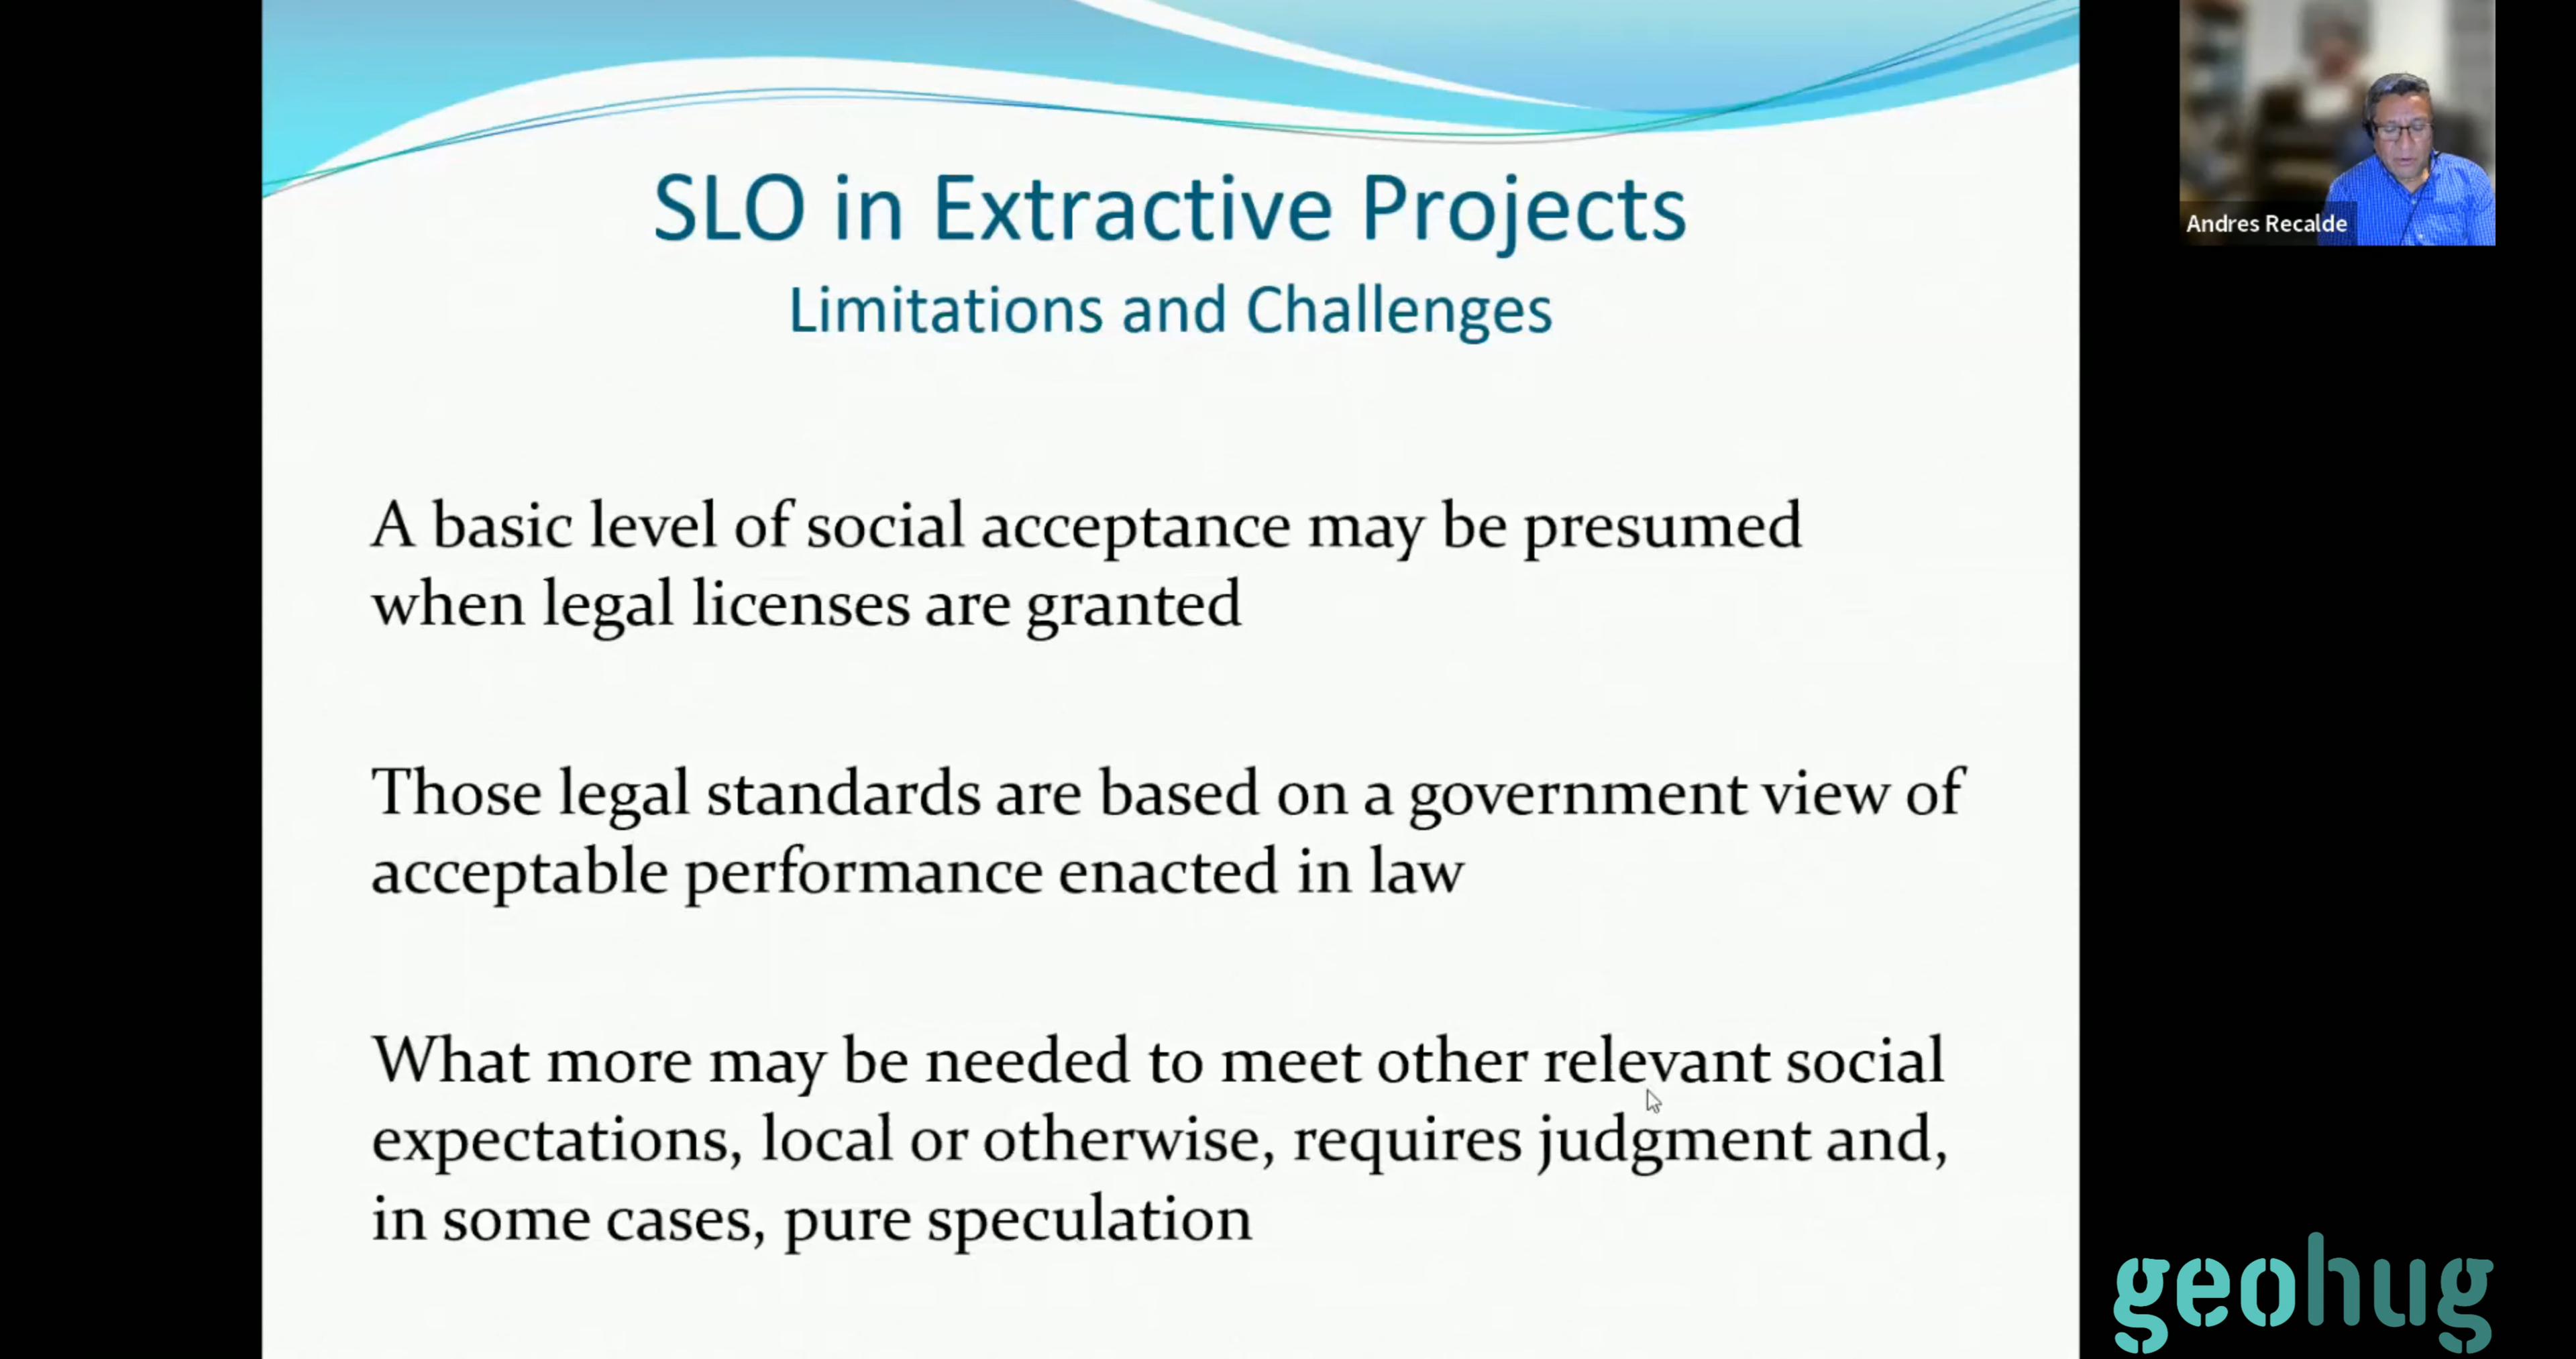 SLO in Extractive Projects
Limitations and Challenges
A basic level of social acceptance may be presumed
when legal licenses are granted
Those legal standards are based on a government view of
acceptable performance enacted in law
What more may be needed to meet other relevant social
expectations, local or otherwise, requires judgment and,
in some cases, pure speculation
Andres Recalde
geohug